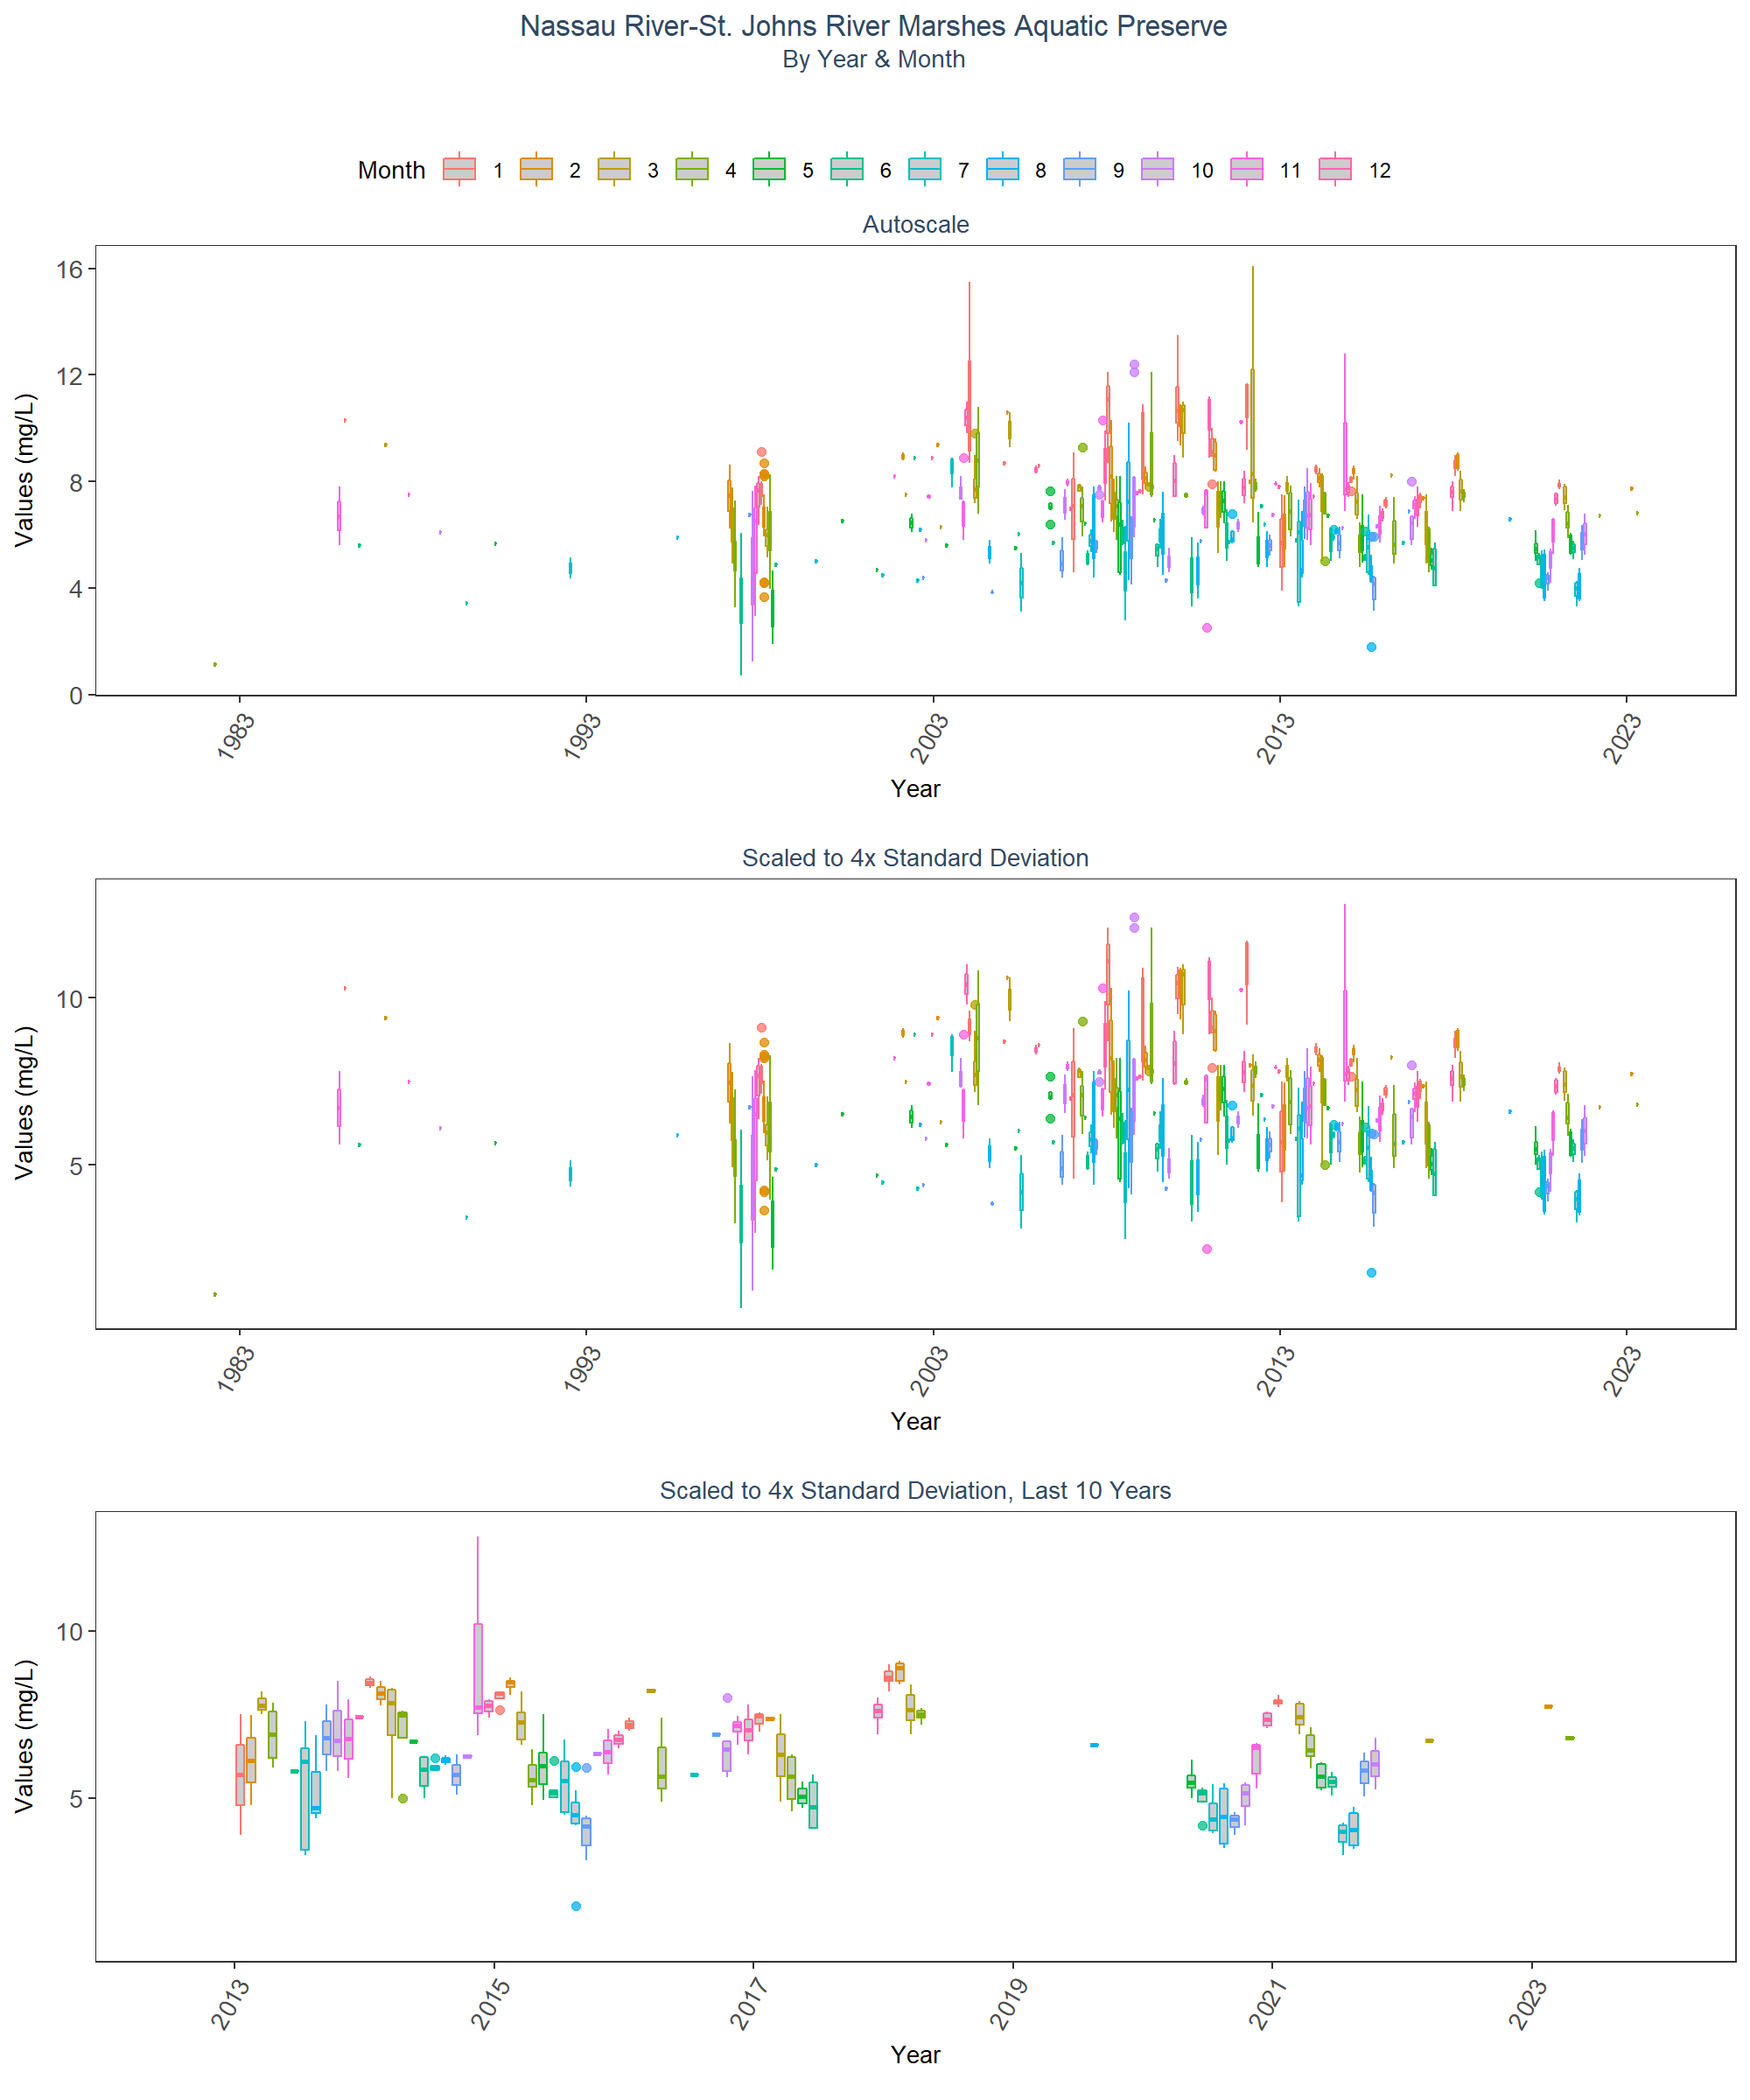 Nassau River-St. Johns River Marshes Aquatic Preserve
By Year & Month
Month 1 2 3 4 5 6 7 8 9 10 11 12
Autoscale
Values (mg/L)
16
12
8
4
0
1983 1993 2003 2013 2023
Year
Scaled to 4x Standard Deviation
Values (mg/L)
10
5
1983 1993 2003 2013 2023
Year
Scaled to 4x Standard Deviation, Last 10 Years
Values (mg/L)
10
5
2013 2015 2017 2019 2021 2023
Year